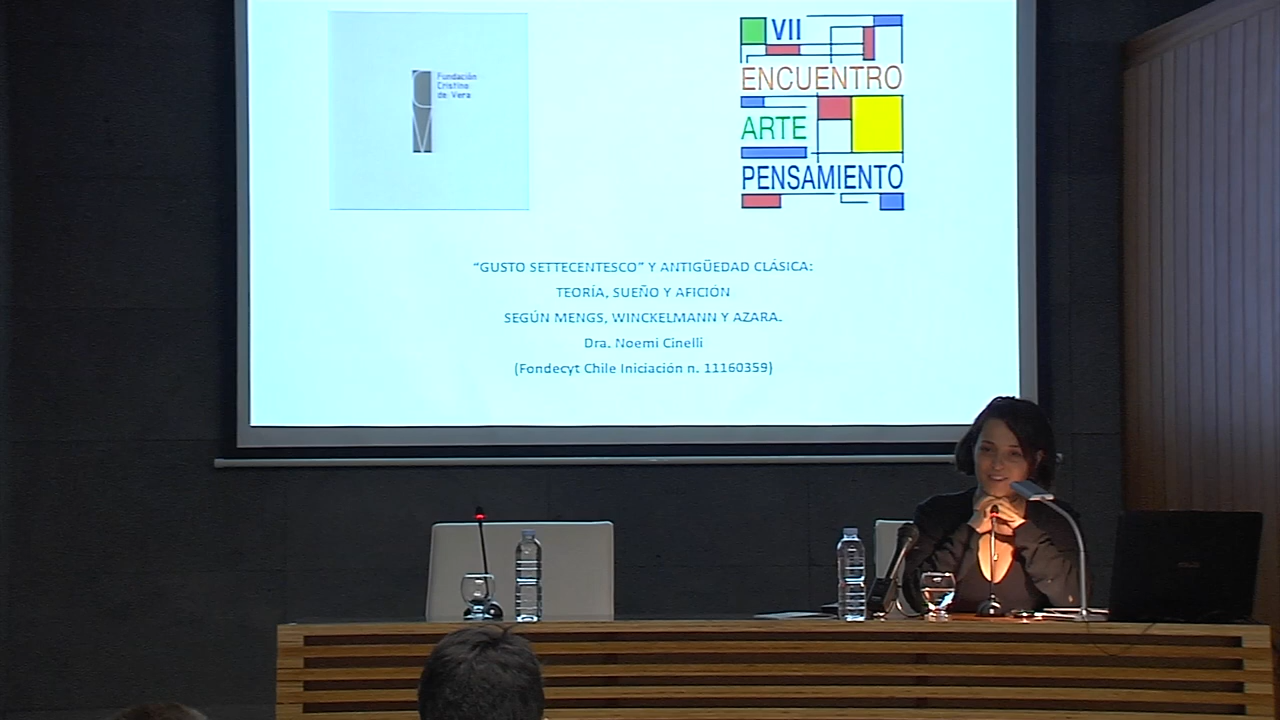 Fundación
Cristino
de Vera
VII
ENCUENTRO
ARTE
PENSAMIENTO
“GUSTO SETTECENTESCO” Y ANTIGÜEDAD CLÁSICA:
TEORÍA, SUEÑO Y AFICIÓN
SEGÚN MENGS, WINCKELMANN Y AZARA.
Dra. Noemi Cinelli
(Fondecyt Chile Iniciación n. 11160359)